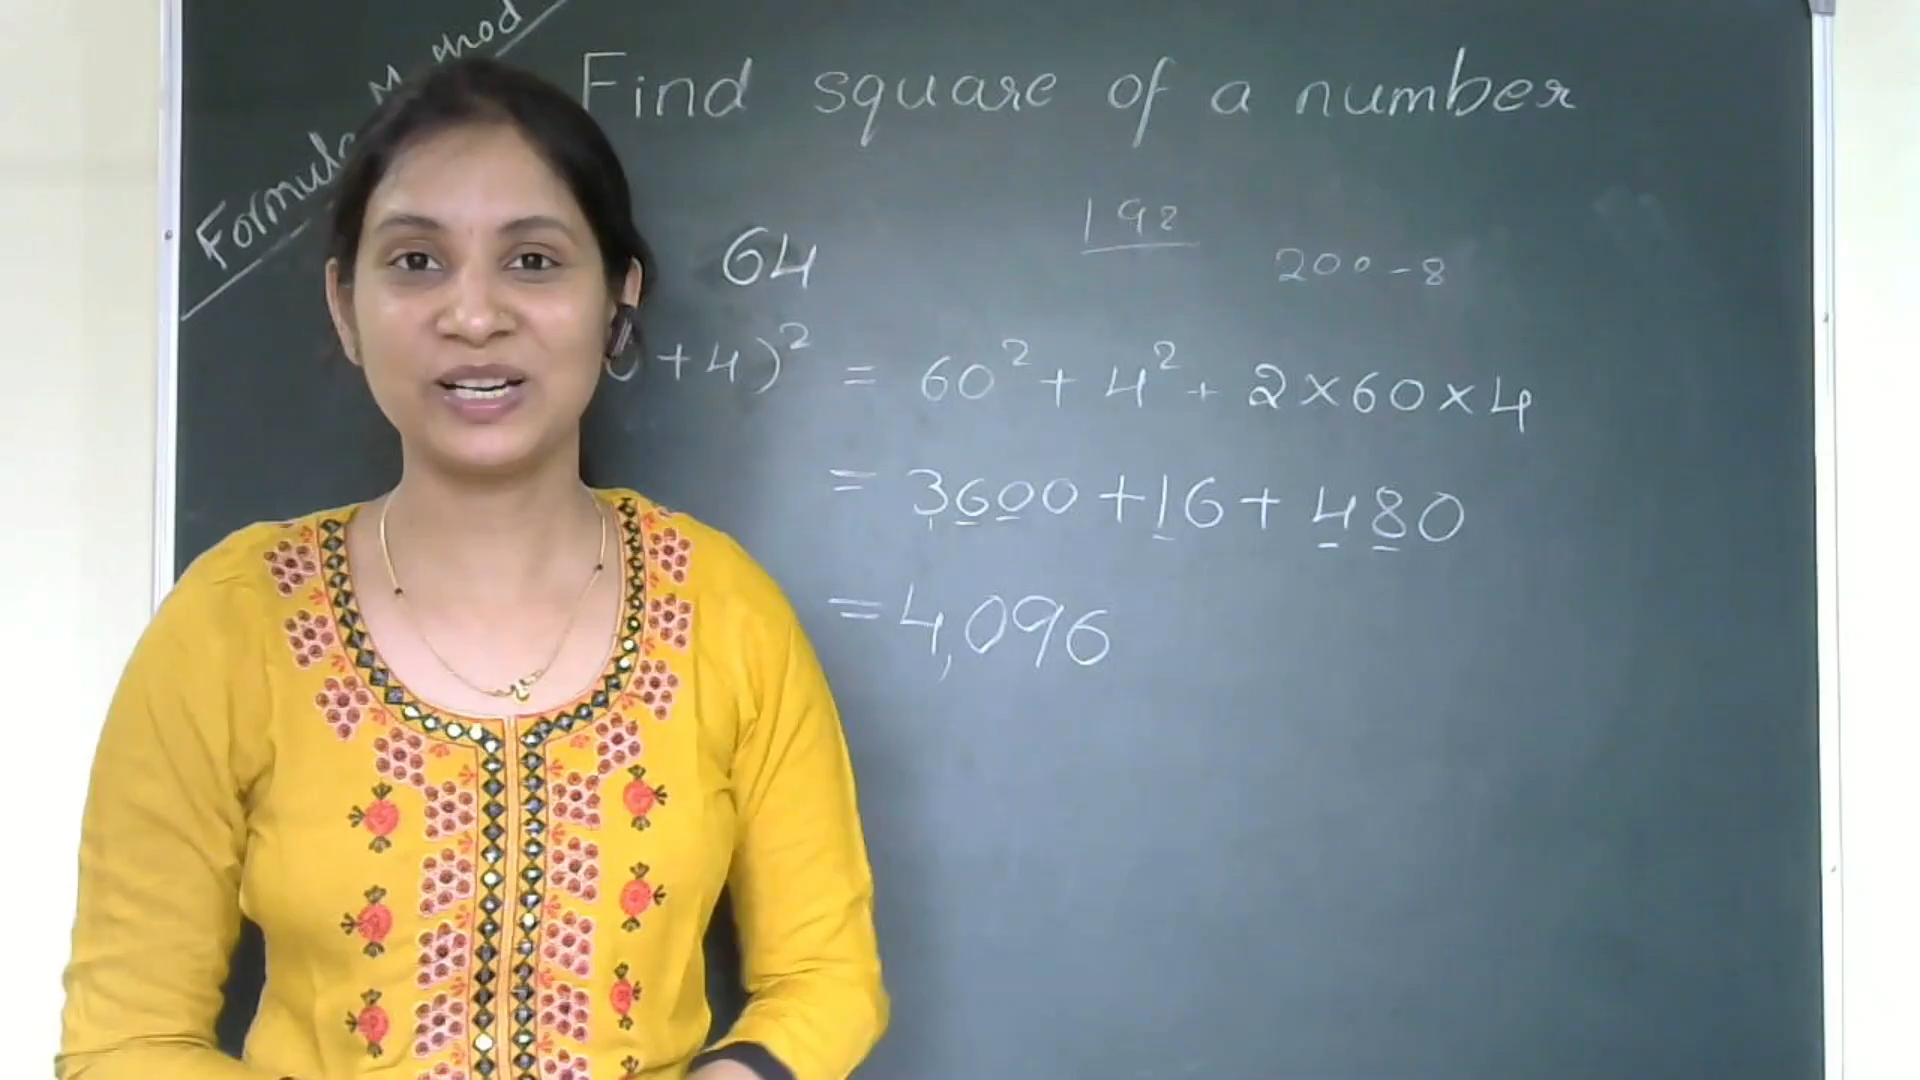 Find square of a number
Formula
64
192
200-8
+4)² = 60² + 4² + 2×60×4
= 3600+16+480
= 4,096